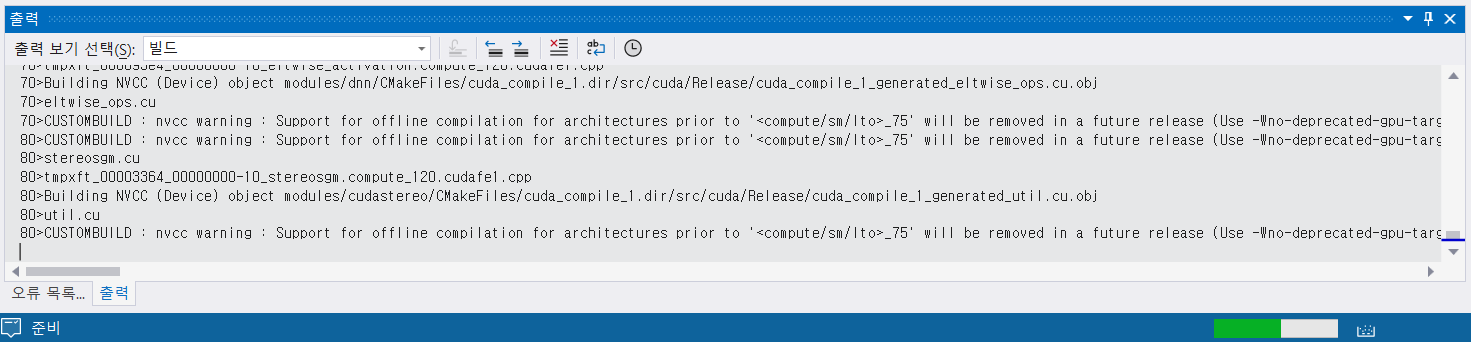 출력
출력 보기 선택(S): 빌드
70>tmpxft_000093e4_00000000-10_eltwise_activation.compute_120.cudafe1.cpp
70>Building NVCC (Device) object modules/dnn/CMakeFiles/cuda_compile_1.dir/src/cuda/Release/cuda_compile_1_generated_eltwise_ops.cu.obj
70>eltwise_ops.cu
70>CUSTOMBUILD : nvcc warning : Support for offline compilation for architectures prior to '<compute/sm/lto>_75' will be removed in a future release (Use -Wno-deprecated-gpu-targ
80>CUSTOMBUILD : nvcc warning : Support for offline compilation for architectures prior to '<compute/sm/lto>_75' will be removed in a future release (Use -Wno-deprecated-gpu-targ
80>stereosgm.cu
80>tmpxft_00003364_00000000-10_stereosgm.compute_120.cudafe1.cpp
80>Building NVCC (Device) object modules/cudastereo/CMakeFiles/cuda_compile_1.dir/src/cuda/Release/cuda_compile_1_generated_util.cu.obj
80>util.cu
80>CUSTOMBUILD : nvcc warning : Support for offline compilation for architectures prior to '<compute/sm/lto>_75' will be removed in a future release (Use -Wno-deprecated-gpu-targ
오류 목록... 출력
준비